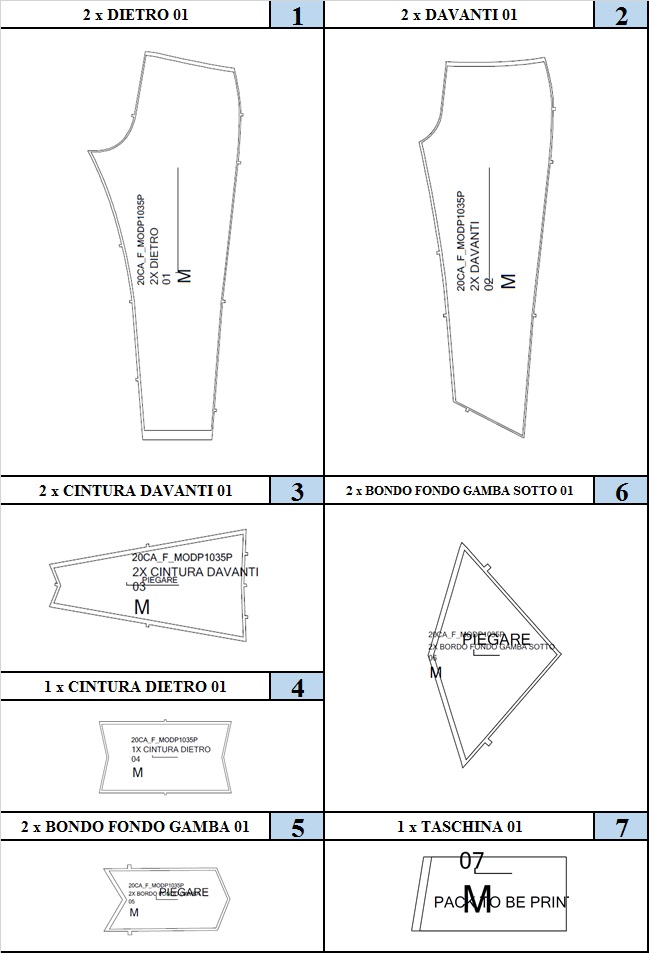 2 x DIETRO 01
1
20CA_F_MODP1035P
2X DIETRO
01
M
2 x DAVANTI 01
2
20CA_F_MODP1035P
2X DAVANTI
02
M
2 x CINTURA DAVANTI 01
3
20CA_F_MODP1035P
2X CINTURA DAVANTI
PIEGARE
03
M
2 x BONDO FONDO GAMBA SOTTO 01
6
20CA_F_MODP1035P
PIEGARE
2X BORDO FONDO GAMBA SOTTO
06
M
1 x CINTURA DIETRO 01
4
20CA_F_MODP1035P
1X CINTURA DIETRO
04
M
2 x BONDO FONDO GAMBA 01
5
20CA_F_MODP1035P
2X BORDO FONDO GAMBA
PIEGARE
05
M
1 x TASCHINA 01
7
07
M
PACK TO BE PRIN